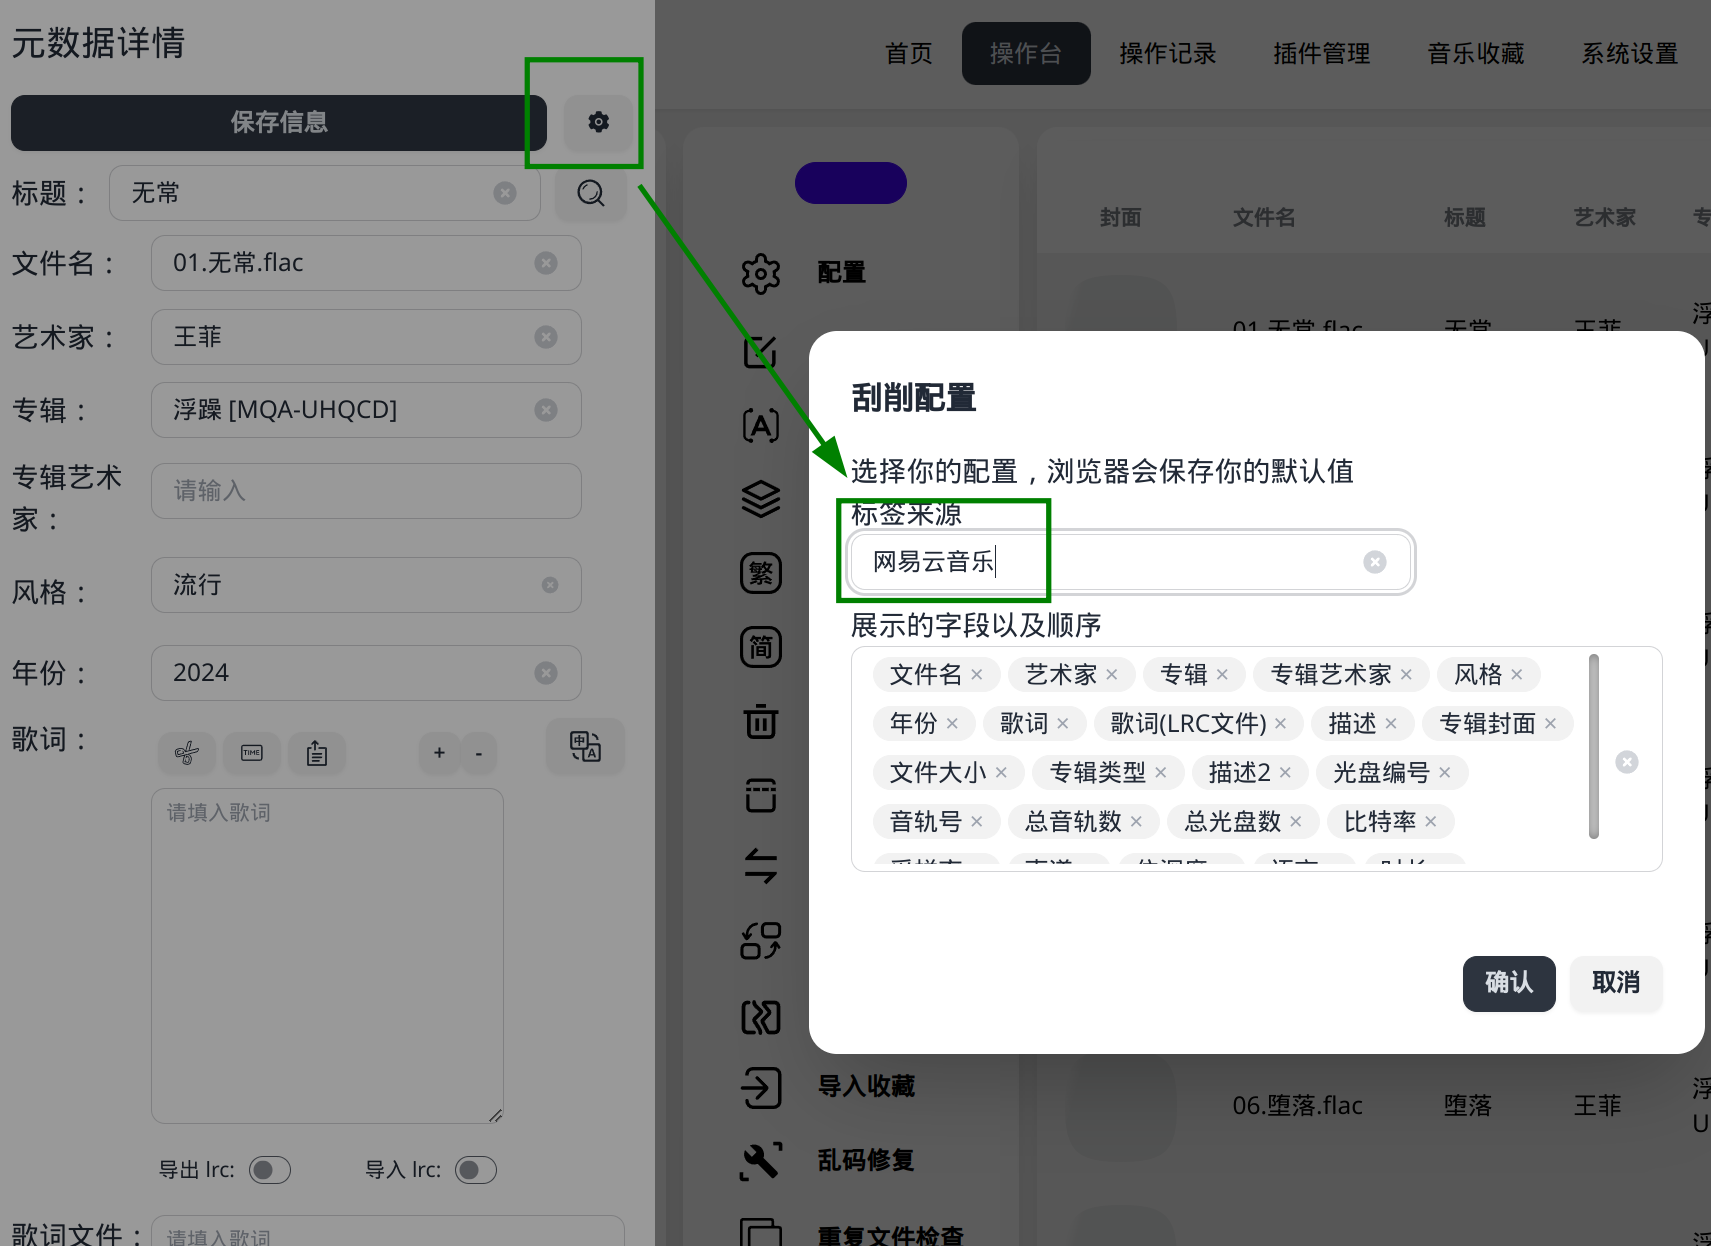 元数据详情
保存信息
标题：
无常
文件名：
01.无常.flac
艺术家：
王菲
专辑：
浮躁 [MQA-UHQCD]
专辑艺术
家：
请输入
风格：
流行
年份：
2024
歌词：
TIME
+
-
中
A
请填入歌词
导出 lrc:
导入 lrc:
歌词文件：
请填入歌词
首页
操作台
操作记录
插件管理
音乐收藏
系统设置
配置
A
繁
简
导入收藏
乱码修复
重复文件检查
封面
文件名
标题
艺术家
专
01.无常.flac
无常
王菲
浮
U
刮削配置
选择你的配置，浏览器会保存你的默认值
标签来源
网易云音乐
展示的字段以及顺序
文件名 ×
艺术家 ×
专辑 ×
专辑艺术家 ×
风格 ×
年份 ×
歌词 ×
歌词(LRC文件) ×
描述 ×
专辑封面 ×
文件大小 ×
专辑类型 ×
描述2 ×
光盘编号 ×
音轨号 ×
总音轨数 ×
总光盘数 ×
比特率 ×
确认
取消
06.堕落.flac
堕落
王菲
浮
U